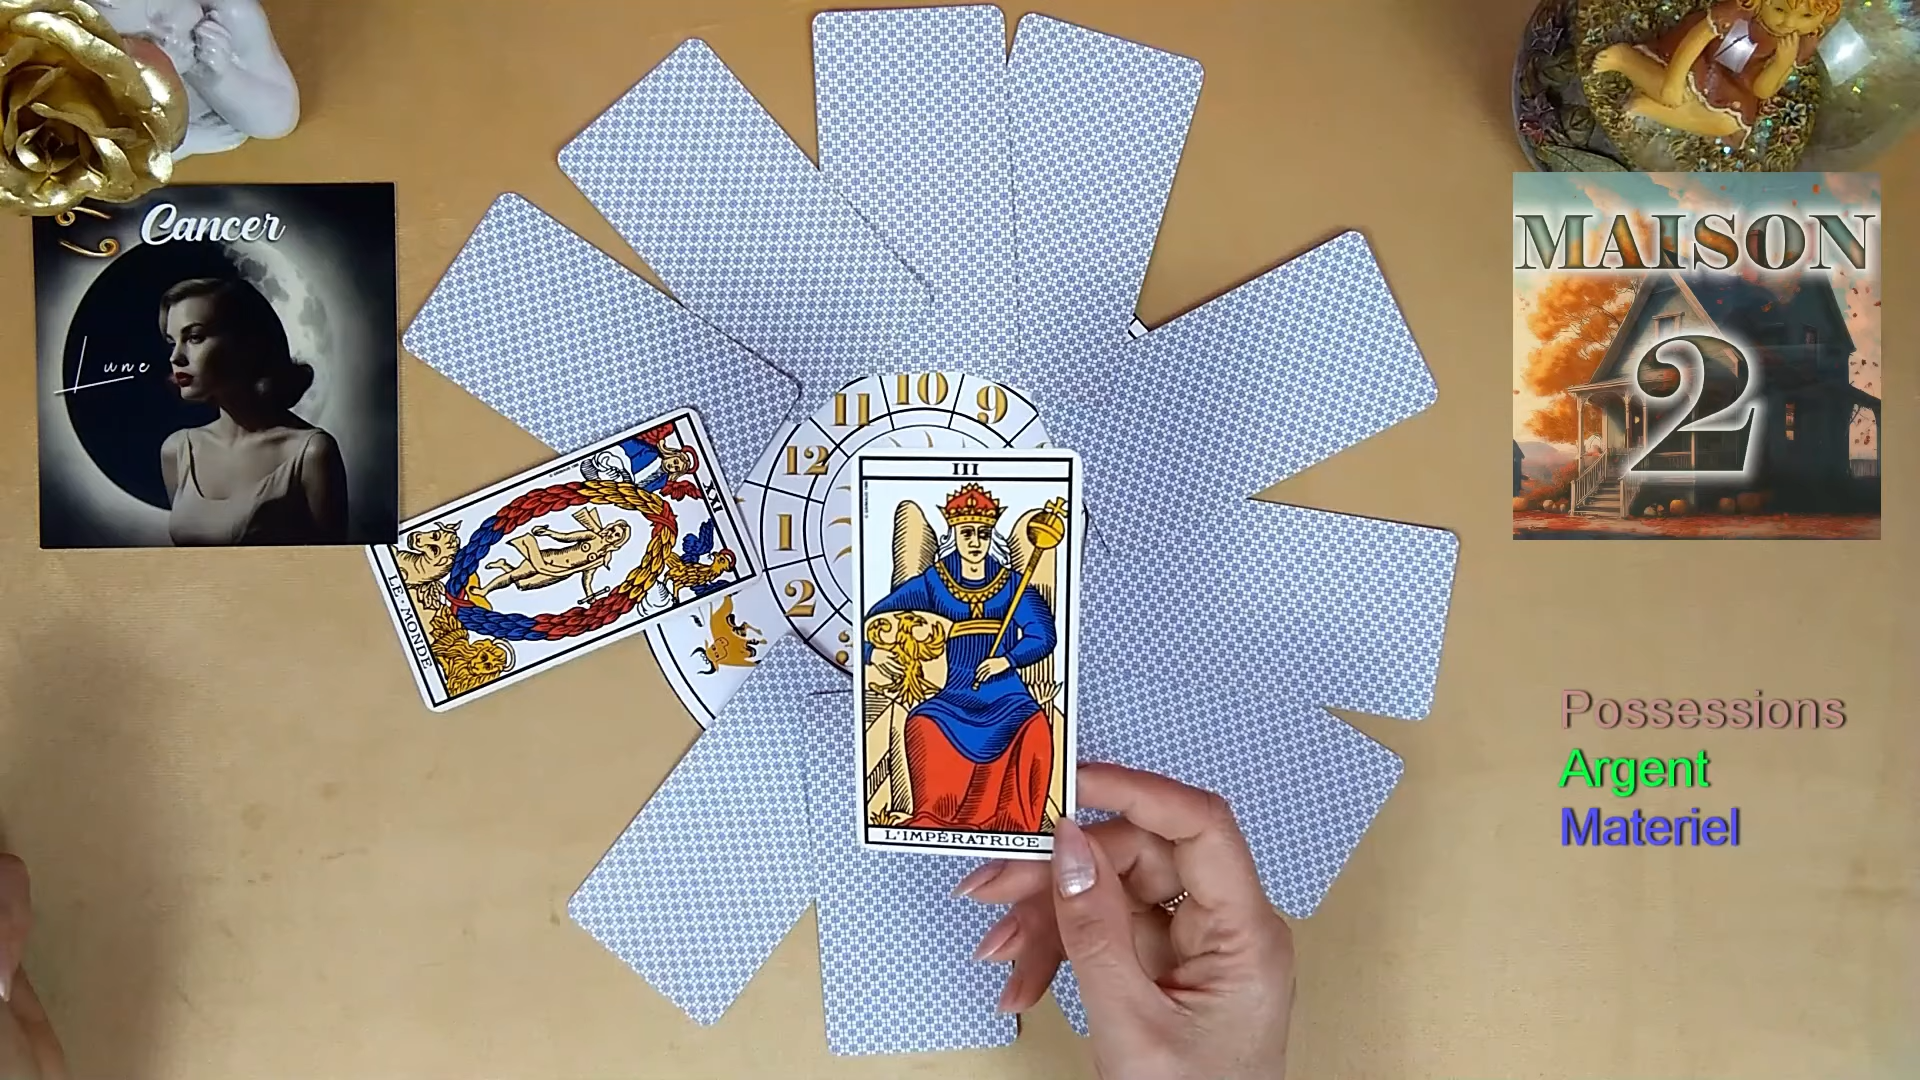 Cancer
Lune
MAISON
2
10
11
9
12
1
2
III
XXI
LE·MONDE
L'IMPÉRATRICE
Possessions
Argent
Materiel